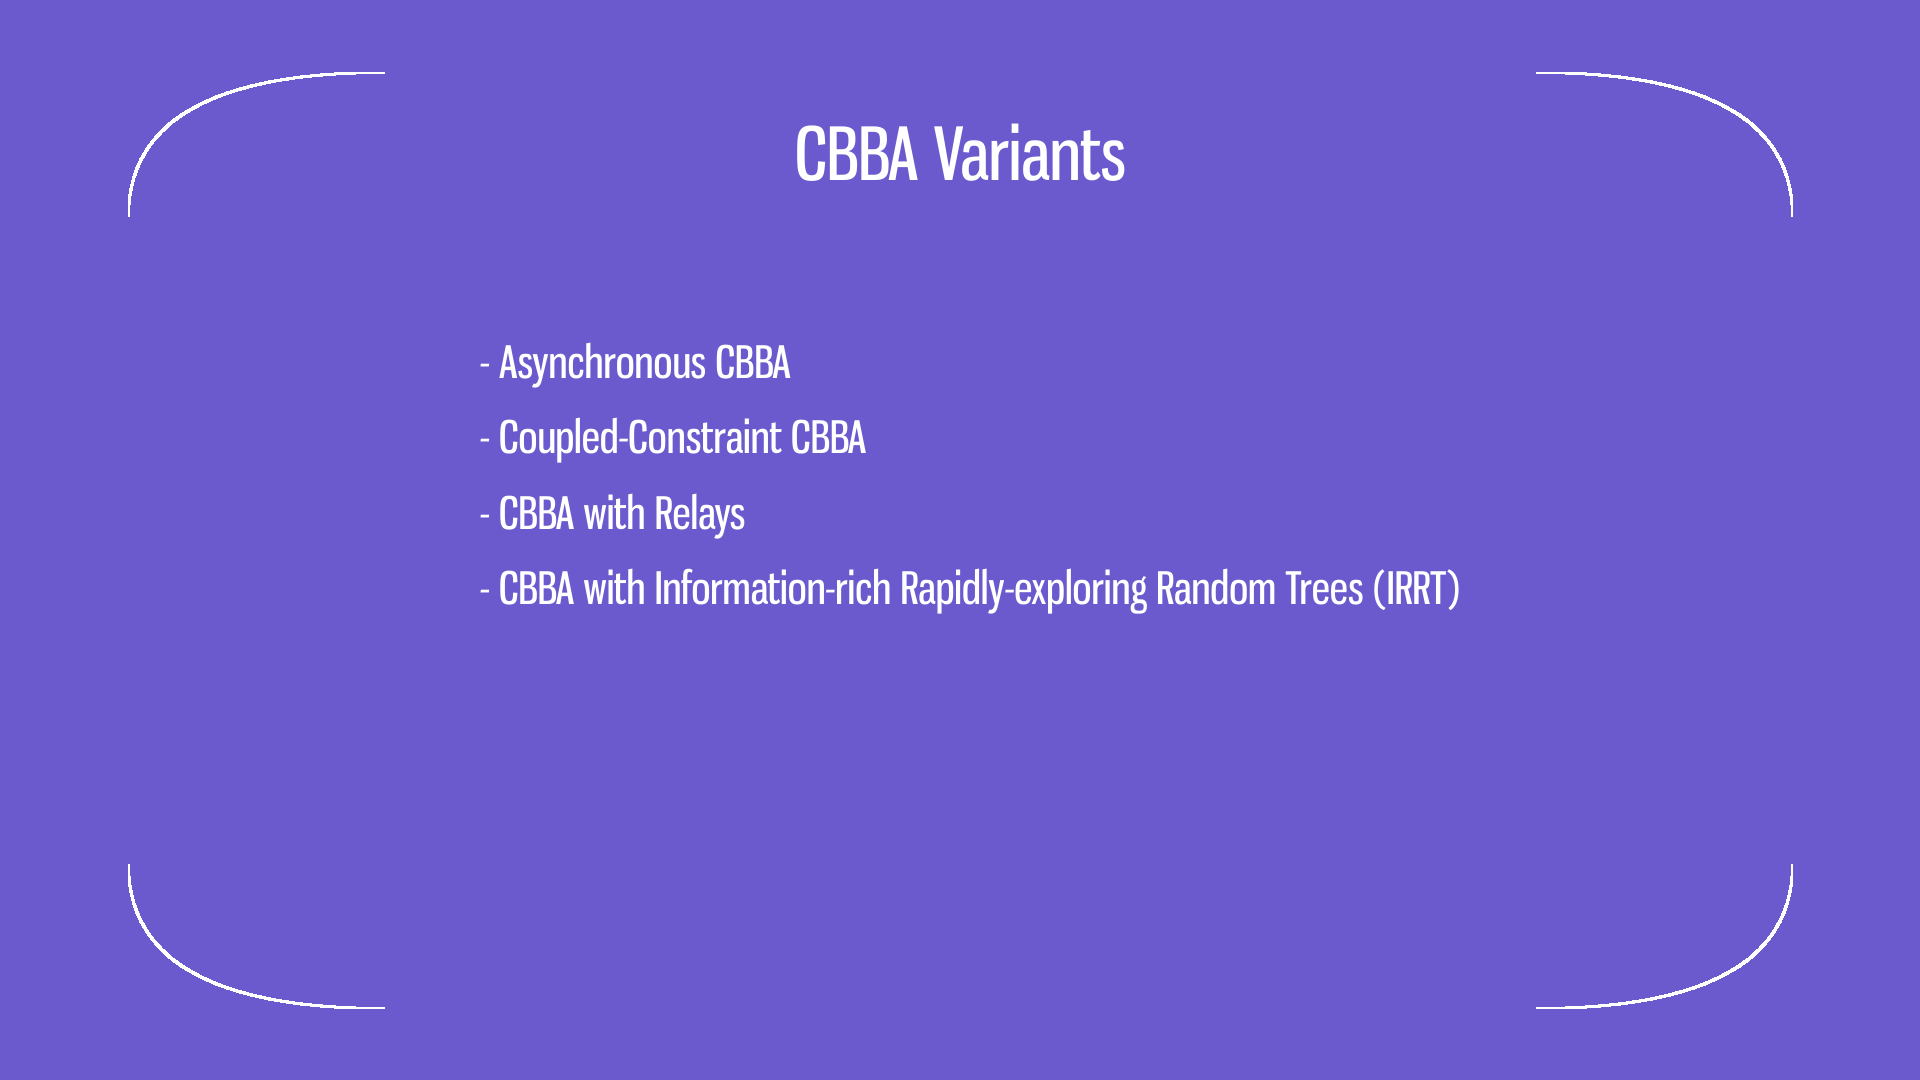 CBBA Variants
- Asynchronous CBBA
- Coupled-Constraint CBBA
- CBBA with Relays
- CBBA with Information-rich Rapidly-exploring Random Trees (IRRT)